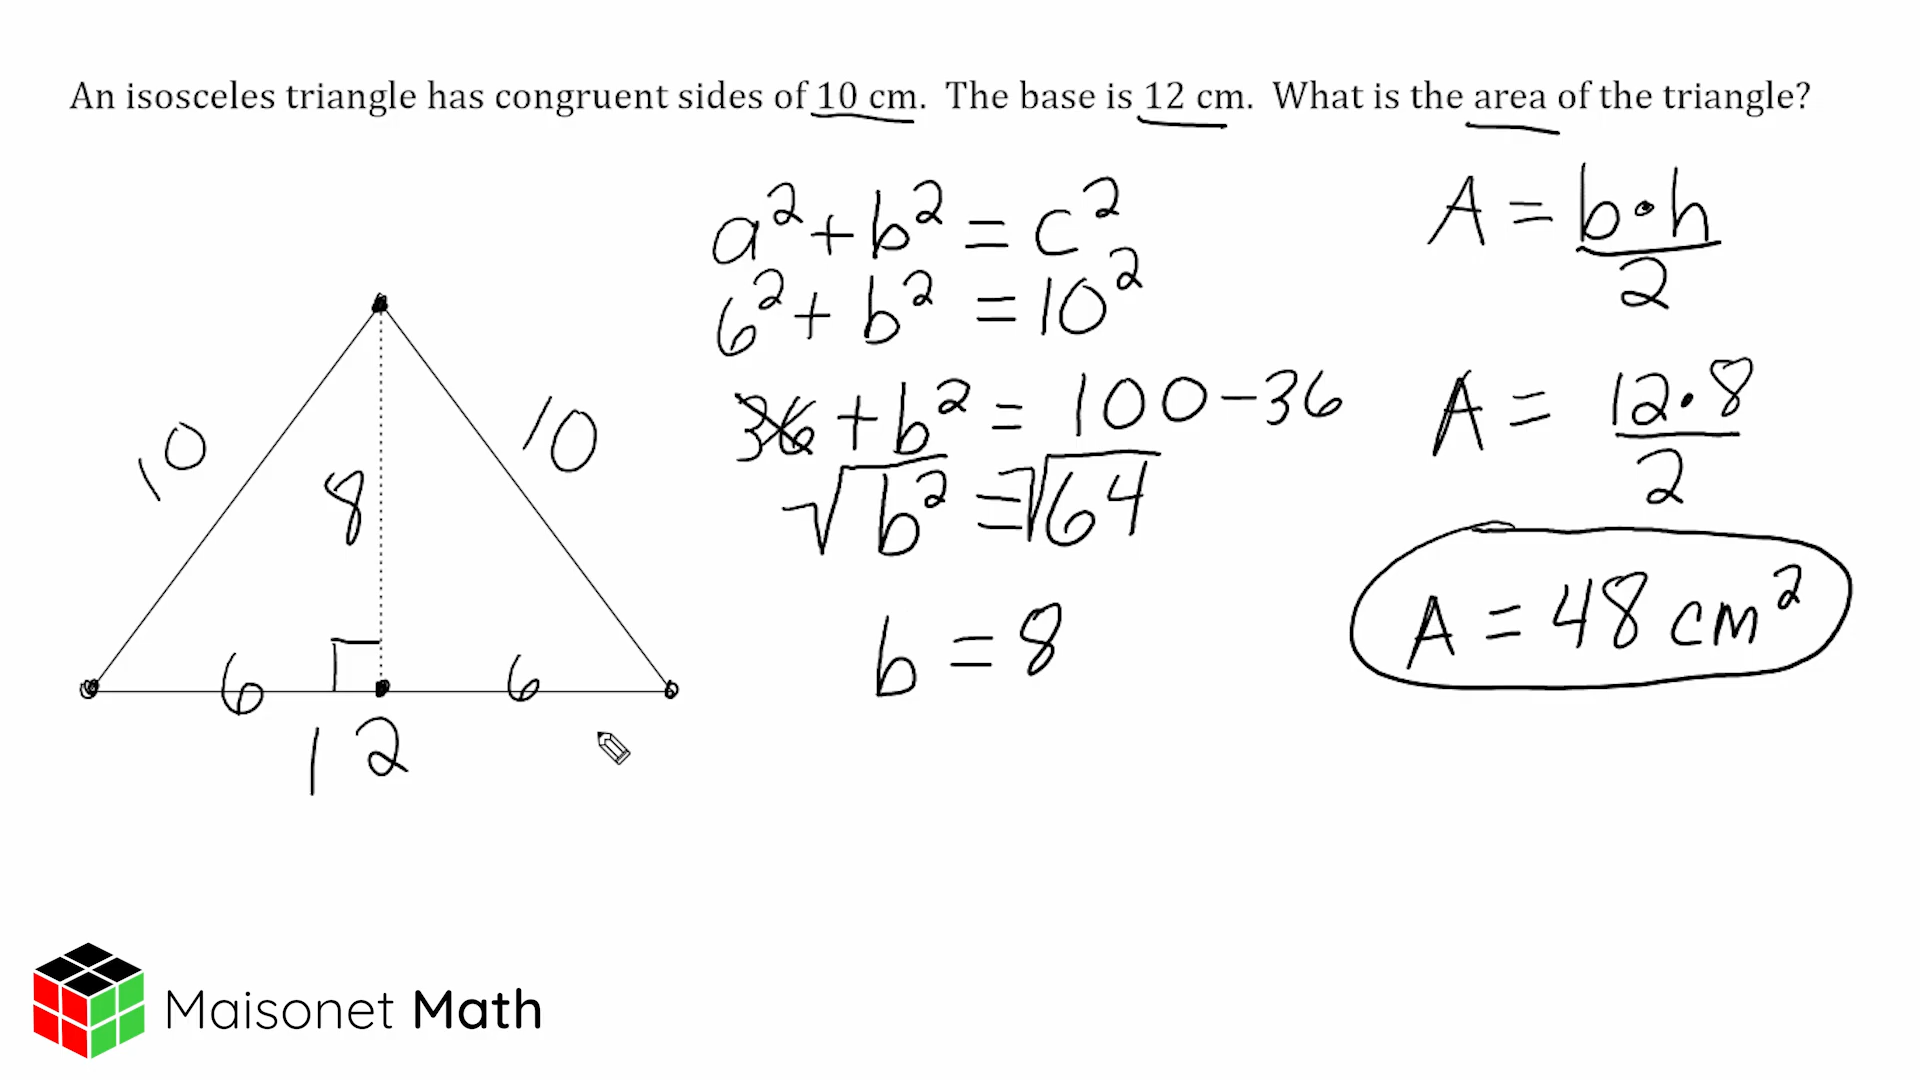 An isosceles triangle has congruent sides of 10 cm. The base is 12 cm. What is the area of the triangle?
10
10
8
6
6
12
a² + b² = c²
6² + b² = 10²
36 + b² = 100 - 36
√b² = √64
b = 8
A = b·h/2
A = 12·8/2
A = 48 cm²
Maisonet Math